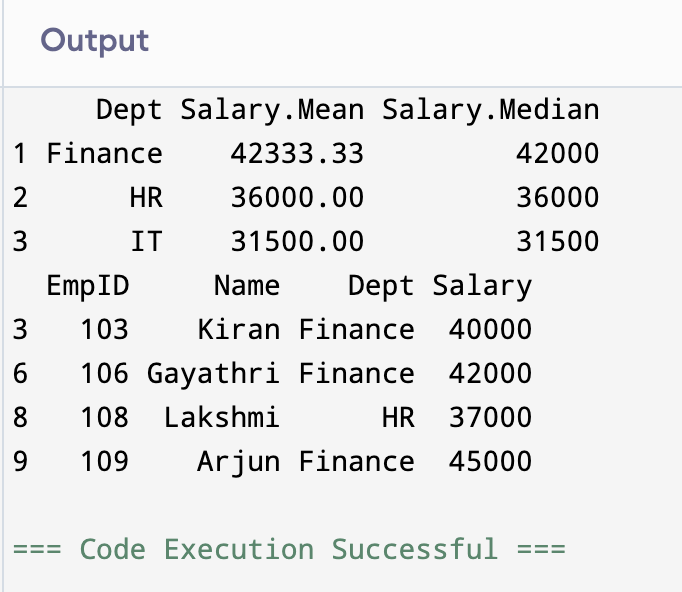 Output
Dept Salary.Mean Salary.Median
1 Finance 42333.33 42000
2 HR 36000.00 36000
3 IT 31500.00 31500
EmpID Name Dept Salary
3 103 Kiran Finance 40000
6 106 Gayathri Finance 42000
8 108 Lakshmi HR 37000
9 109 Arjun Finance 45000
=== Code Execution Successful ===